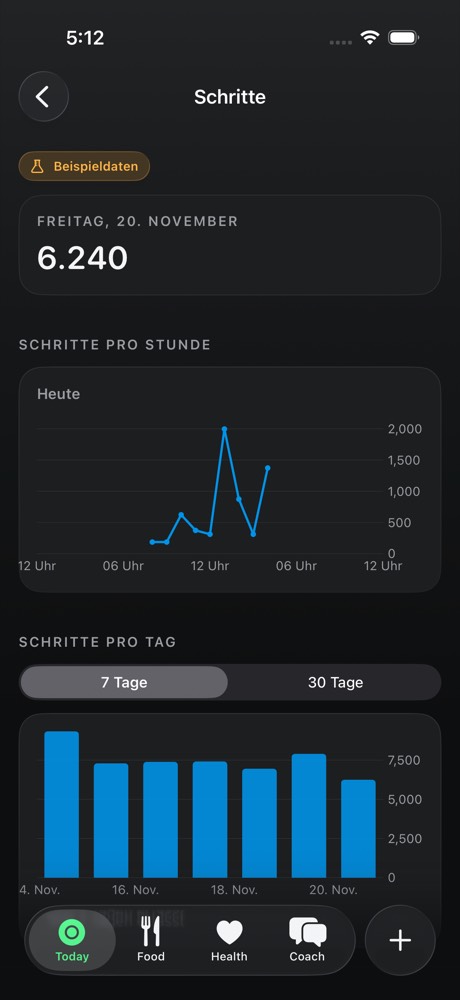 5:12
Schritte
Beispieldaten
FREITAG, 20. NOVEMBER
6.240
SCHRITTE PRO STUNDE
Heute
2,000
1,500
1,000
500
0
12 Uhr 06 Uhr 12 Uhr 06 Uhr 12 Uhr
SCHRITTE PRO TAG
7 Tage 30 Tage
7,500
5,000
2,500
0
4. Nov. 16. Nov. 18. Nov. 20. Nov.
Today Food Health Coach